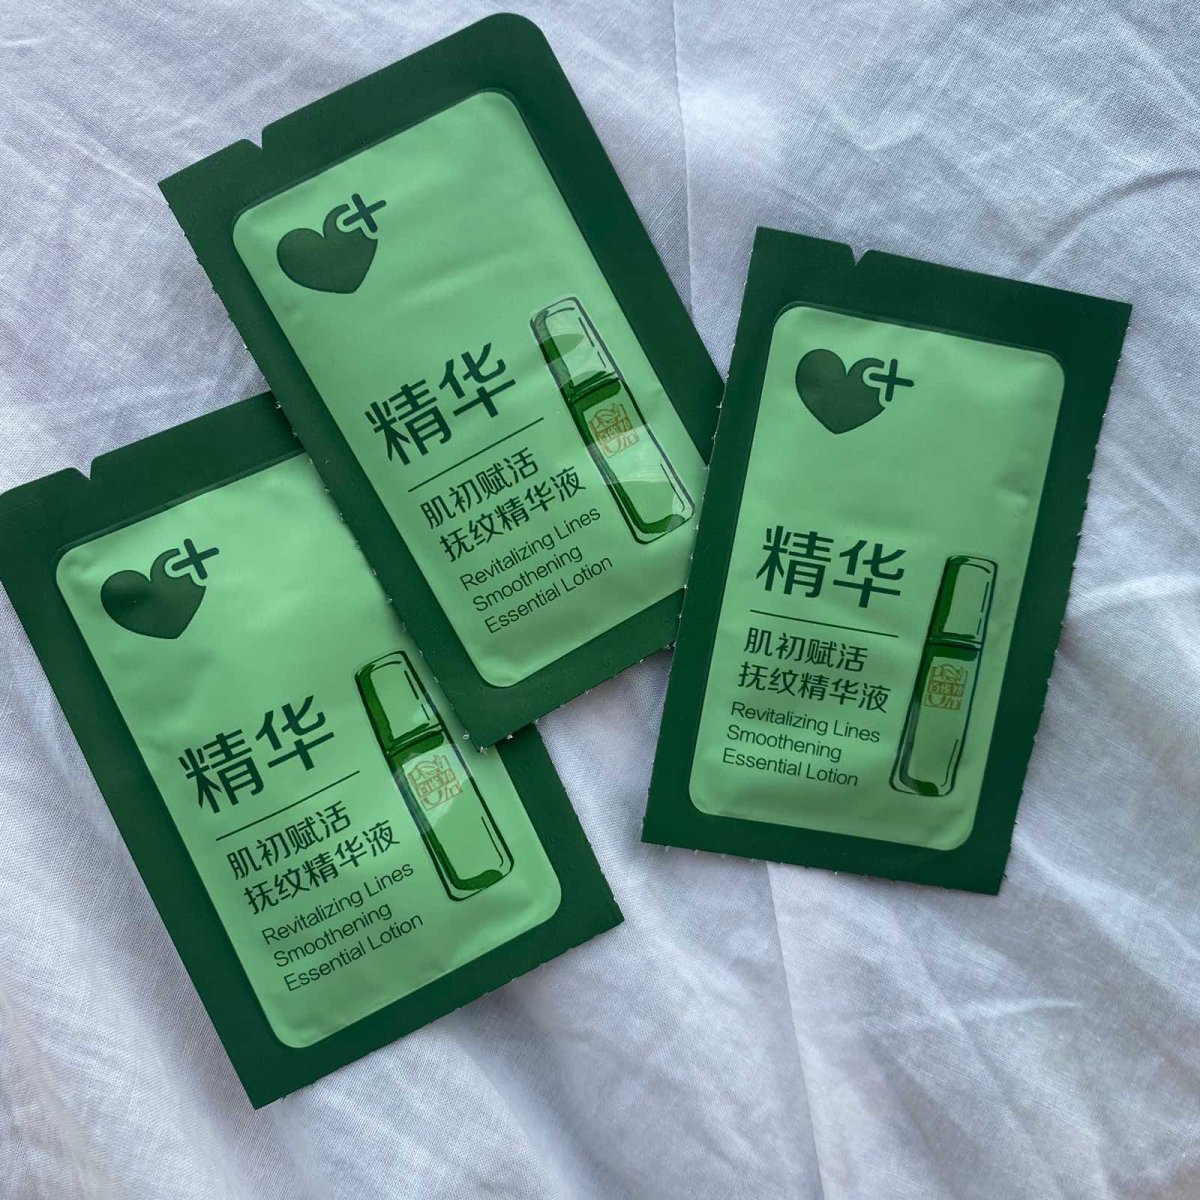 精华
肌初赋活
抚纹精华液
Revitalizing Lines
Smoothening
Essential Lotion
精华
肌初赋活
抚纹精华液
Revitalizing Lines
Smoothening
Essential Lotion
精华
肌初赋活
抚纹精华液
Revitalizing Lines
Smoothening
Essential Lotion